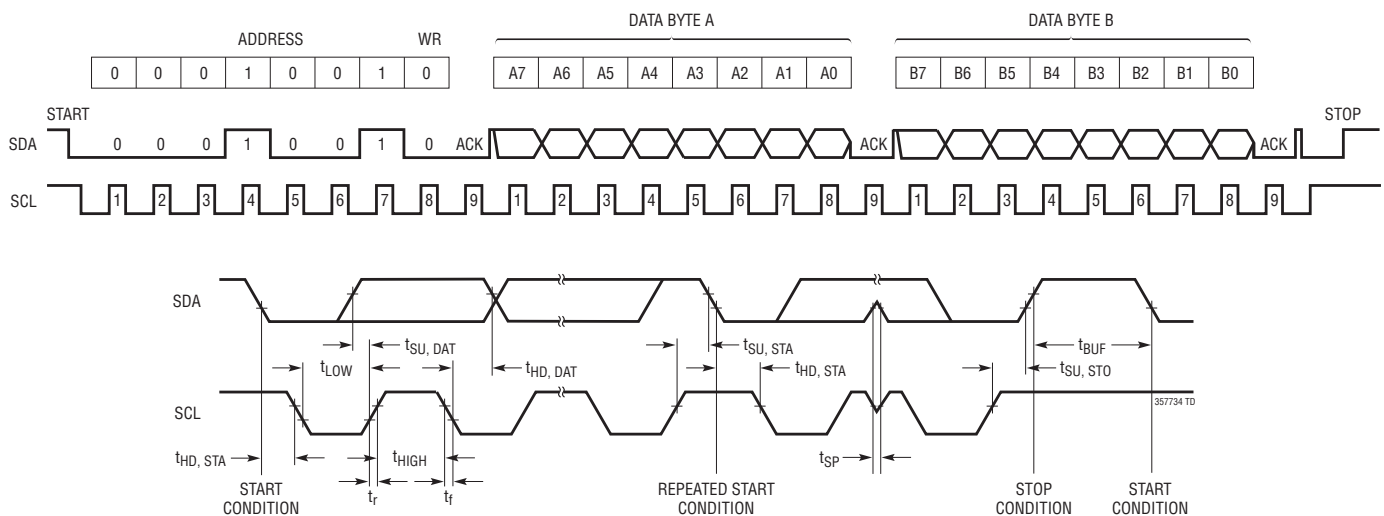 DATA BYTE A DATA BYTE B
ADDRESS WR
0 0 0 1 0 0 1 0 A7 A6 A5 A4 A3 A2 A1 A0 B7 B6 B5 B4 B3 B2 B1 B0
START STOP
SDA 0 0 0 1 0 0 1 0 ACK ACK ACK
SCL 1 2 3 4 5 6 7 8 9 1 2 3 4 5 6 7 8 9 1 2 3 4 5 6 7 8 9
SDA
tSU, DAT tSU, STA tBUF
tLOW tHD, DAT tHD, STA tSU, STO
SCL 357734 TD
tHD, STA tHIGH tSP
tr tf
START CONDITION REPEATED START CONDITION STOP CONDITION START CONDITION